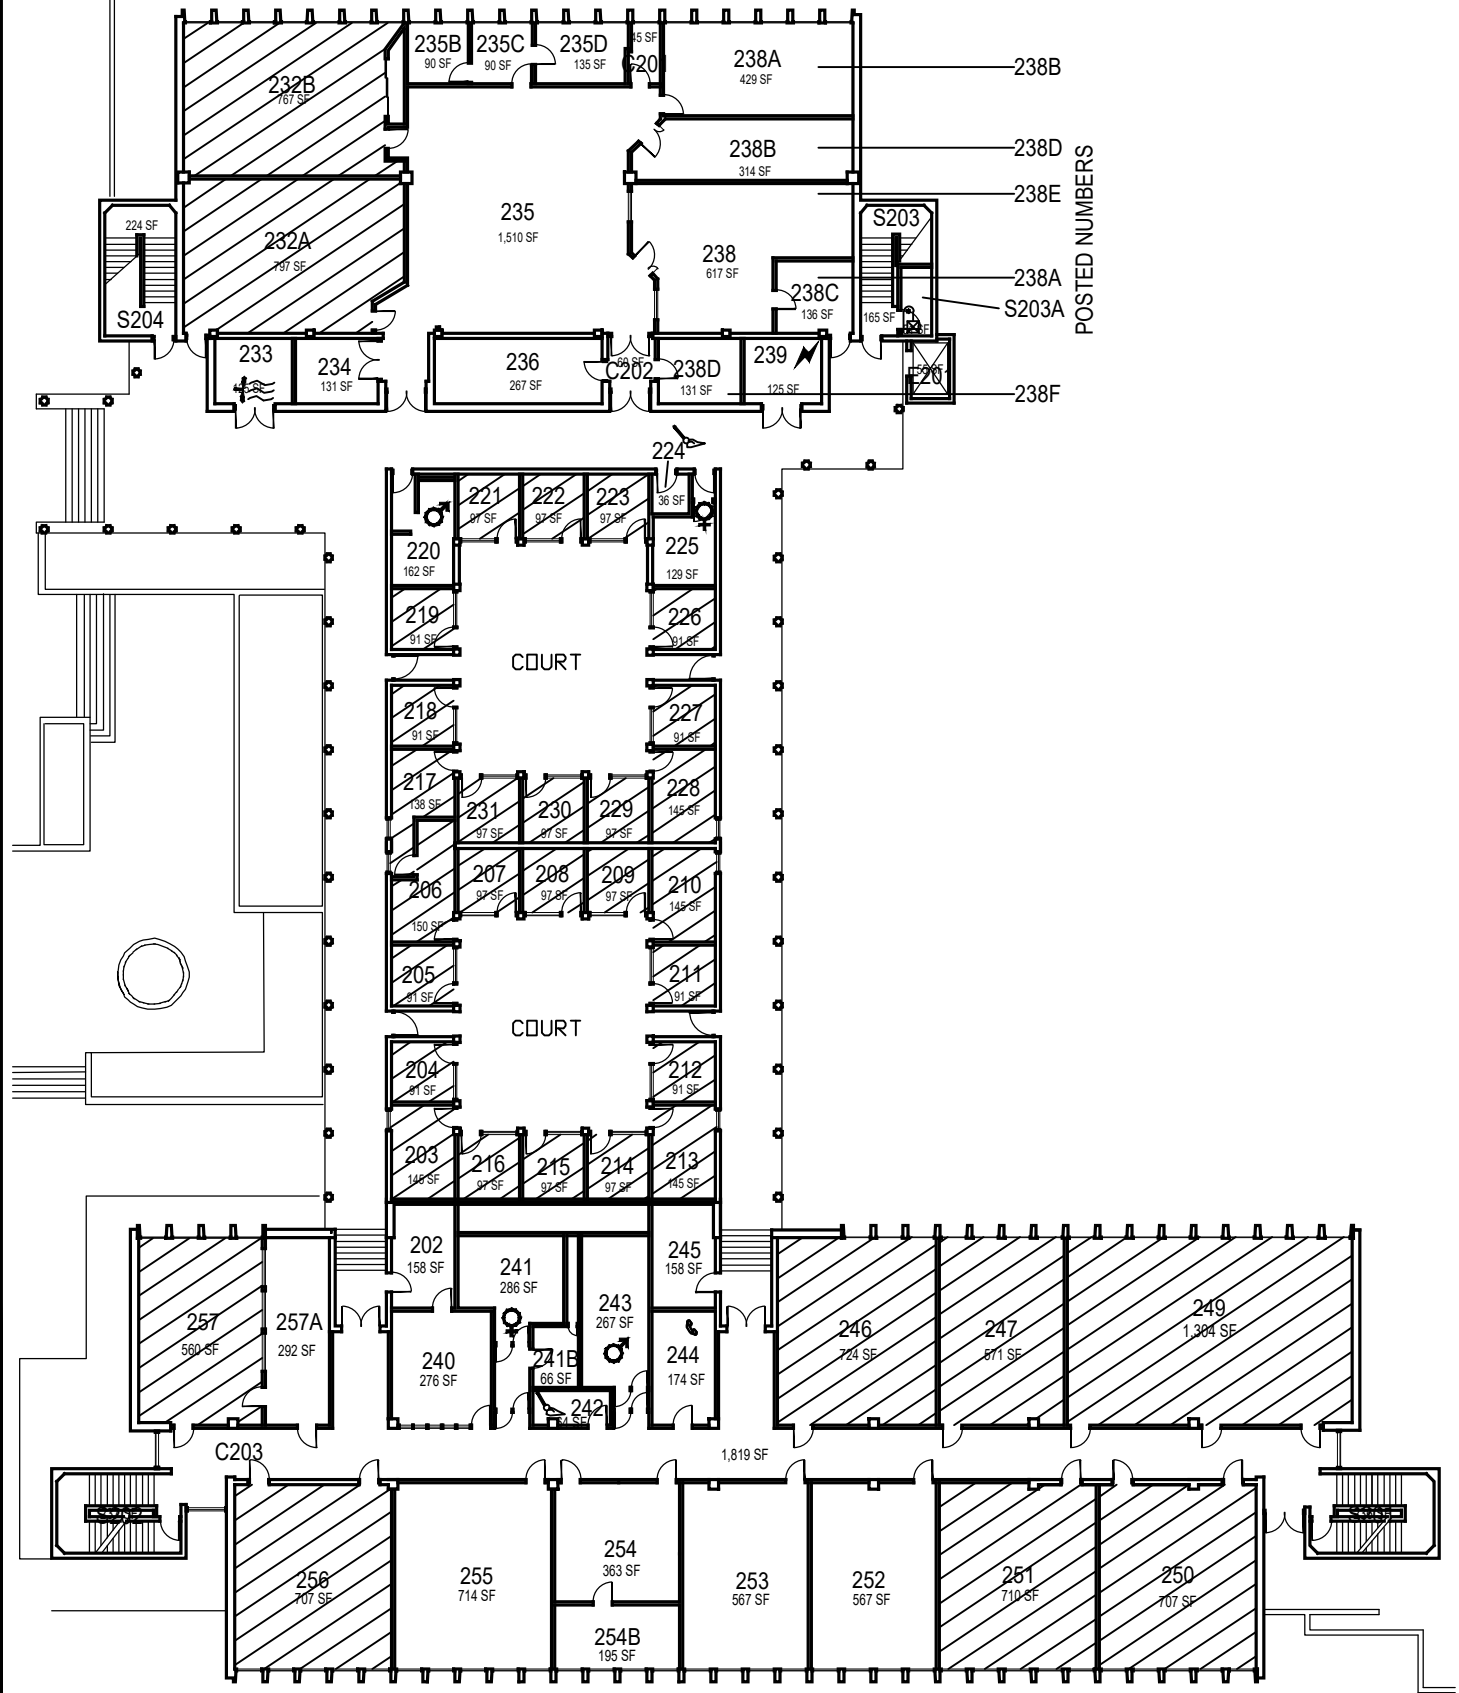 235B
90 SF
235C
90 SF
235D
135 SF
45 SF
238A
429 SF
238B
232B
767 SF
238B
314 SF
238D
238E
POSTED NUMBERS
224 SF
S204
232A
797 SF
235
1,510 SF
238
617 SF
S203
238C
136 SF
165 SF
238A
S203A
233
234
131 SF
236
267 SF
C202
60 SF
238D
131 SF
239
125 SF
238F
224
36 SF
221
97 SF
222
97 SF
223
97 SF
220
162 SF
225
129 SF
219
91 SF
226
91 SF
COURT
218
91 SF
227
91 SF
217
138 SF
231
97 SF
230
97 SF
229
97 SF
228
145 SF
206
150 SF
207
97 SF
208
97 SF
209
97 SF
210
145 SF
205
91 SF
211
91 SF
COURT
204
91 SF
212
91 SF
203
145 SF
216
97 SF
215
97 SF
214
97 SF
213
145 SF
202
158 SF
241
286 SF
245
158 SF
257
560 SF
257A
292 SF
240
276 SF
241B
66 SF
243
267 SF
242
244
174 SF
246
724 SF
247
571 SF
249
1,304 SF
C203
1,819 SF
256
707 SF
255
714 SF
254
363 SF
254B
195 SF
253
567 SF
252
567 SF
251
710 SF
250
707 SF